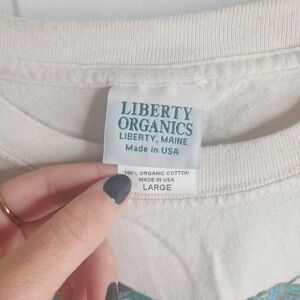 LIBERTY
ORGANICS
LIBERTY, MAINE
Made in USA
100% ORGANIC COTTON
MADE IN USA
LARGE